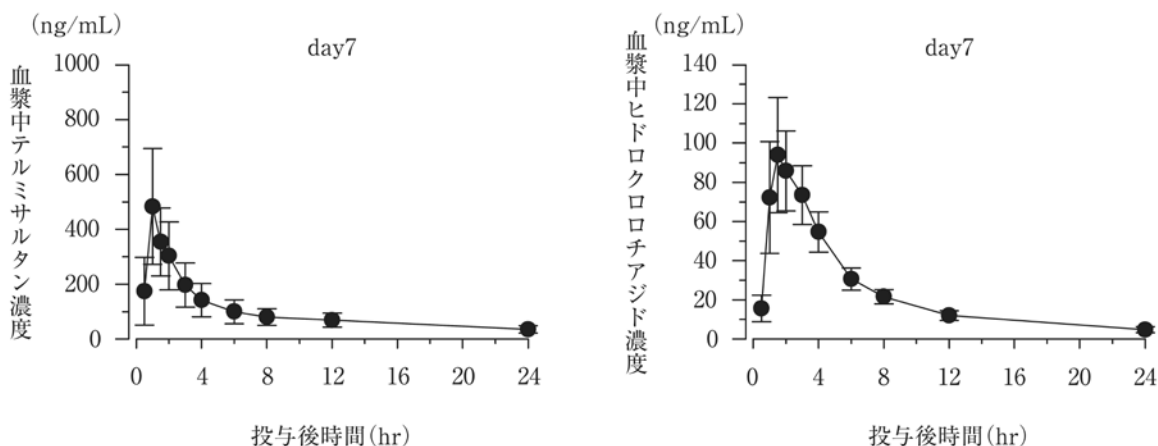 (ng/mL)
day7
血漿中テルミサルタン濃度
1000
800
600
400
200
0
0 4 8 12 16 20 24
投与後時間(hr)
(ng/mL)
day7
血漿中ヒドロクロロチアジド濃度
140
120
100
80
60
40
20
0
0 4 8 12 16 20 24
投与後時間(hr)